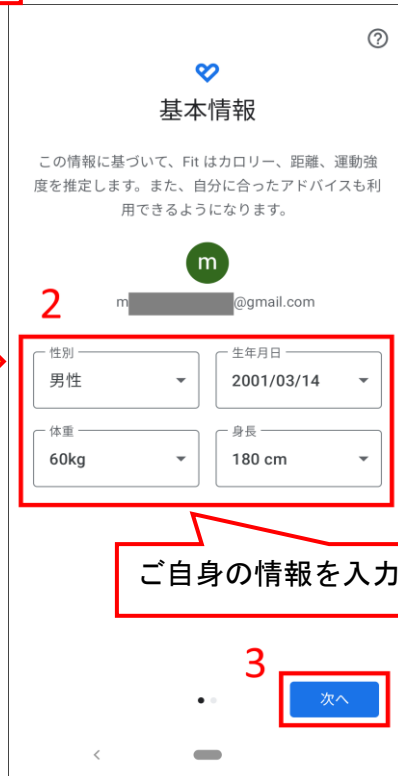 基本情報
この情報に基づいて、Fit はカロリー、距離、運動強
度を推定します。また、自分に合ったアドバイスも利
用できるようになります。
m
m @gmail.com
2
性別
男性
生年月日
2001/03/14
体重
60kg
身長
180 cm
ご自身の情報を入力
3
次へ